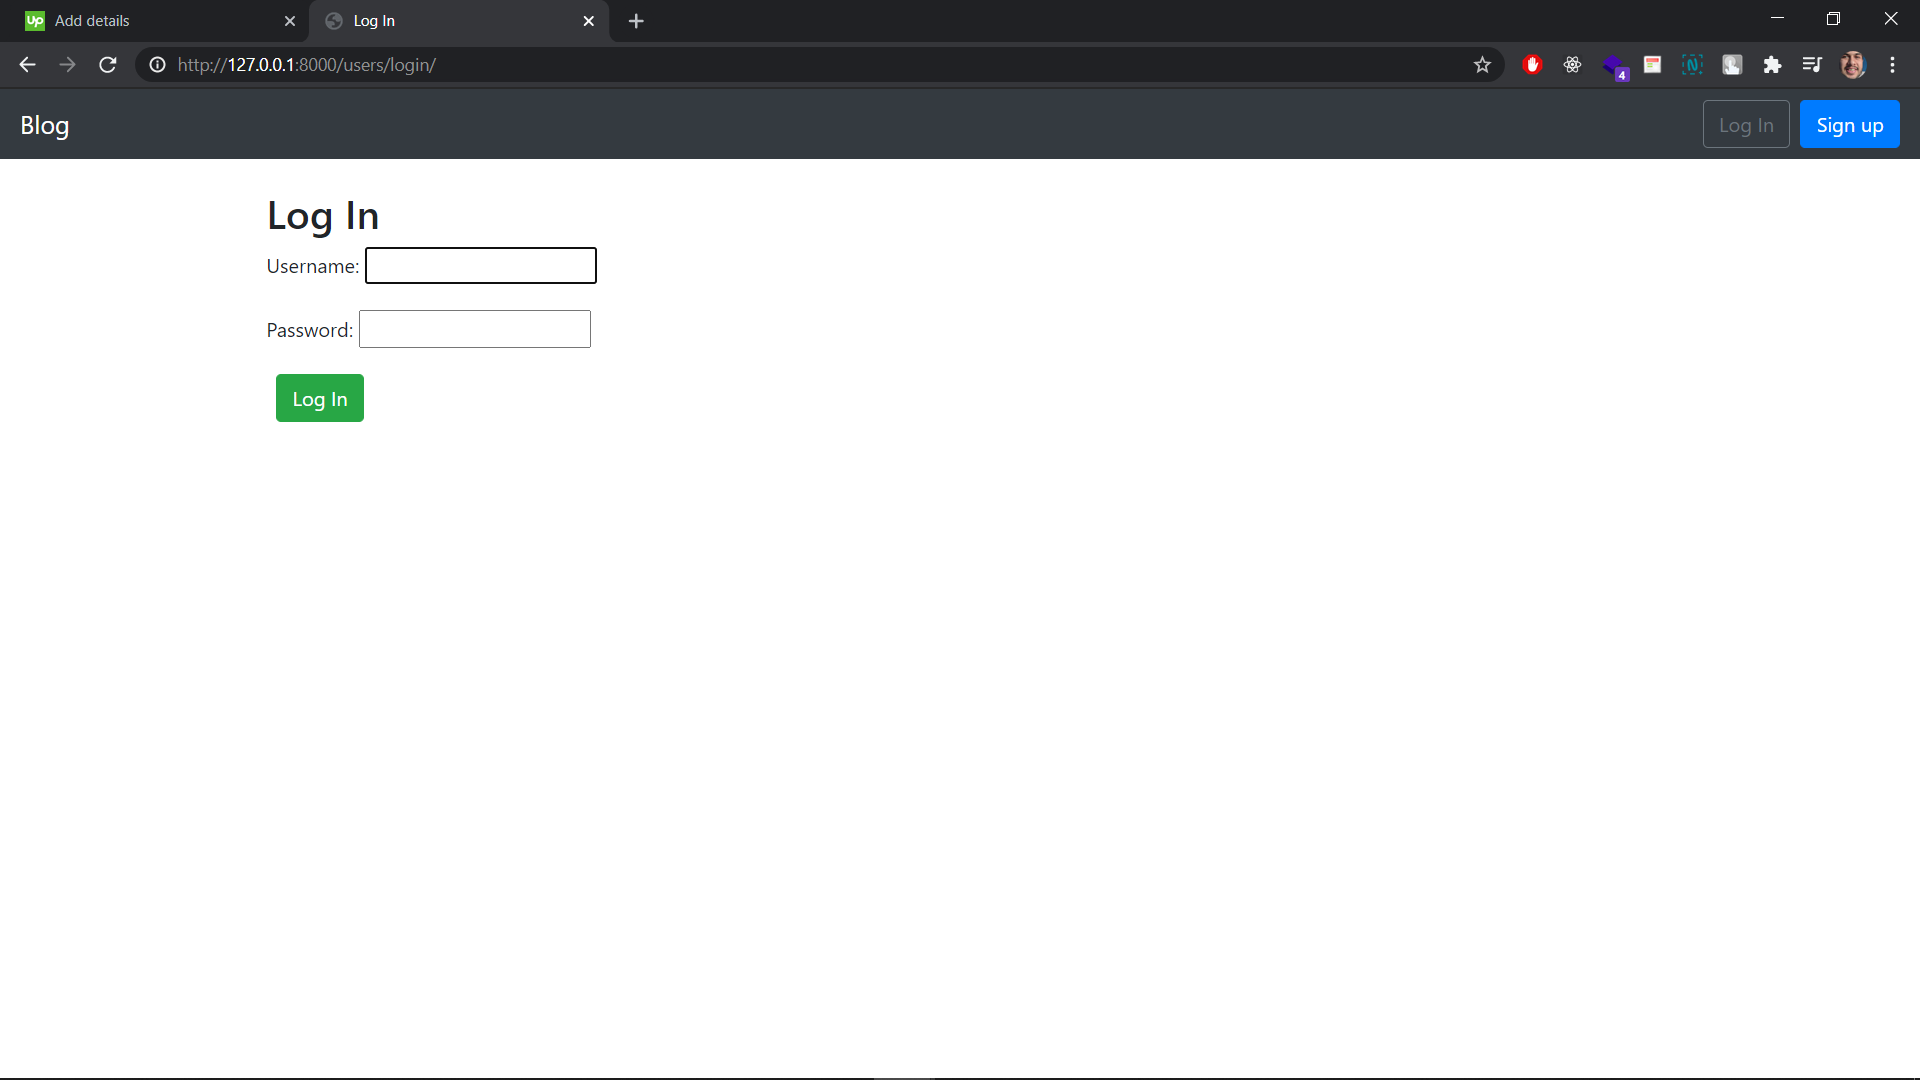 up Add details
Log In
http://127.0.0.1:8000/users/login/
4
N
Blog
Log In
Sign up
Log In
Username:
Password:
Log In